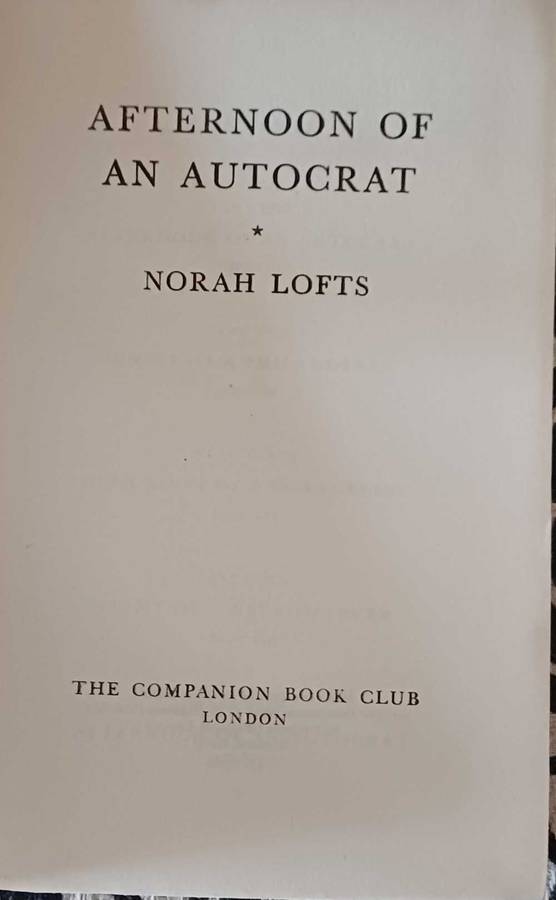 AFTERNOON OF
AN AUTOCRAT
*
NORAH LOFTS
THE COMPANION BOOK CLUB
LONDON